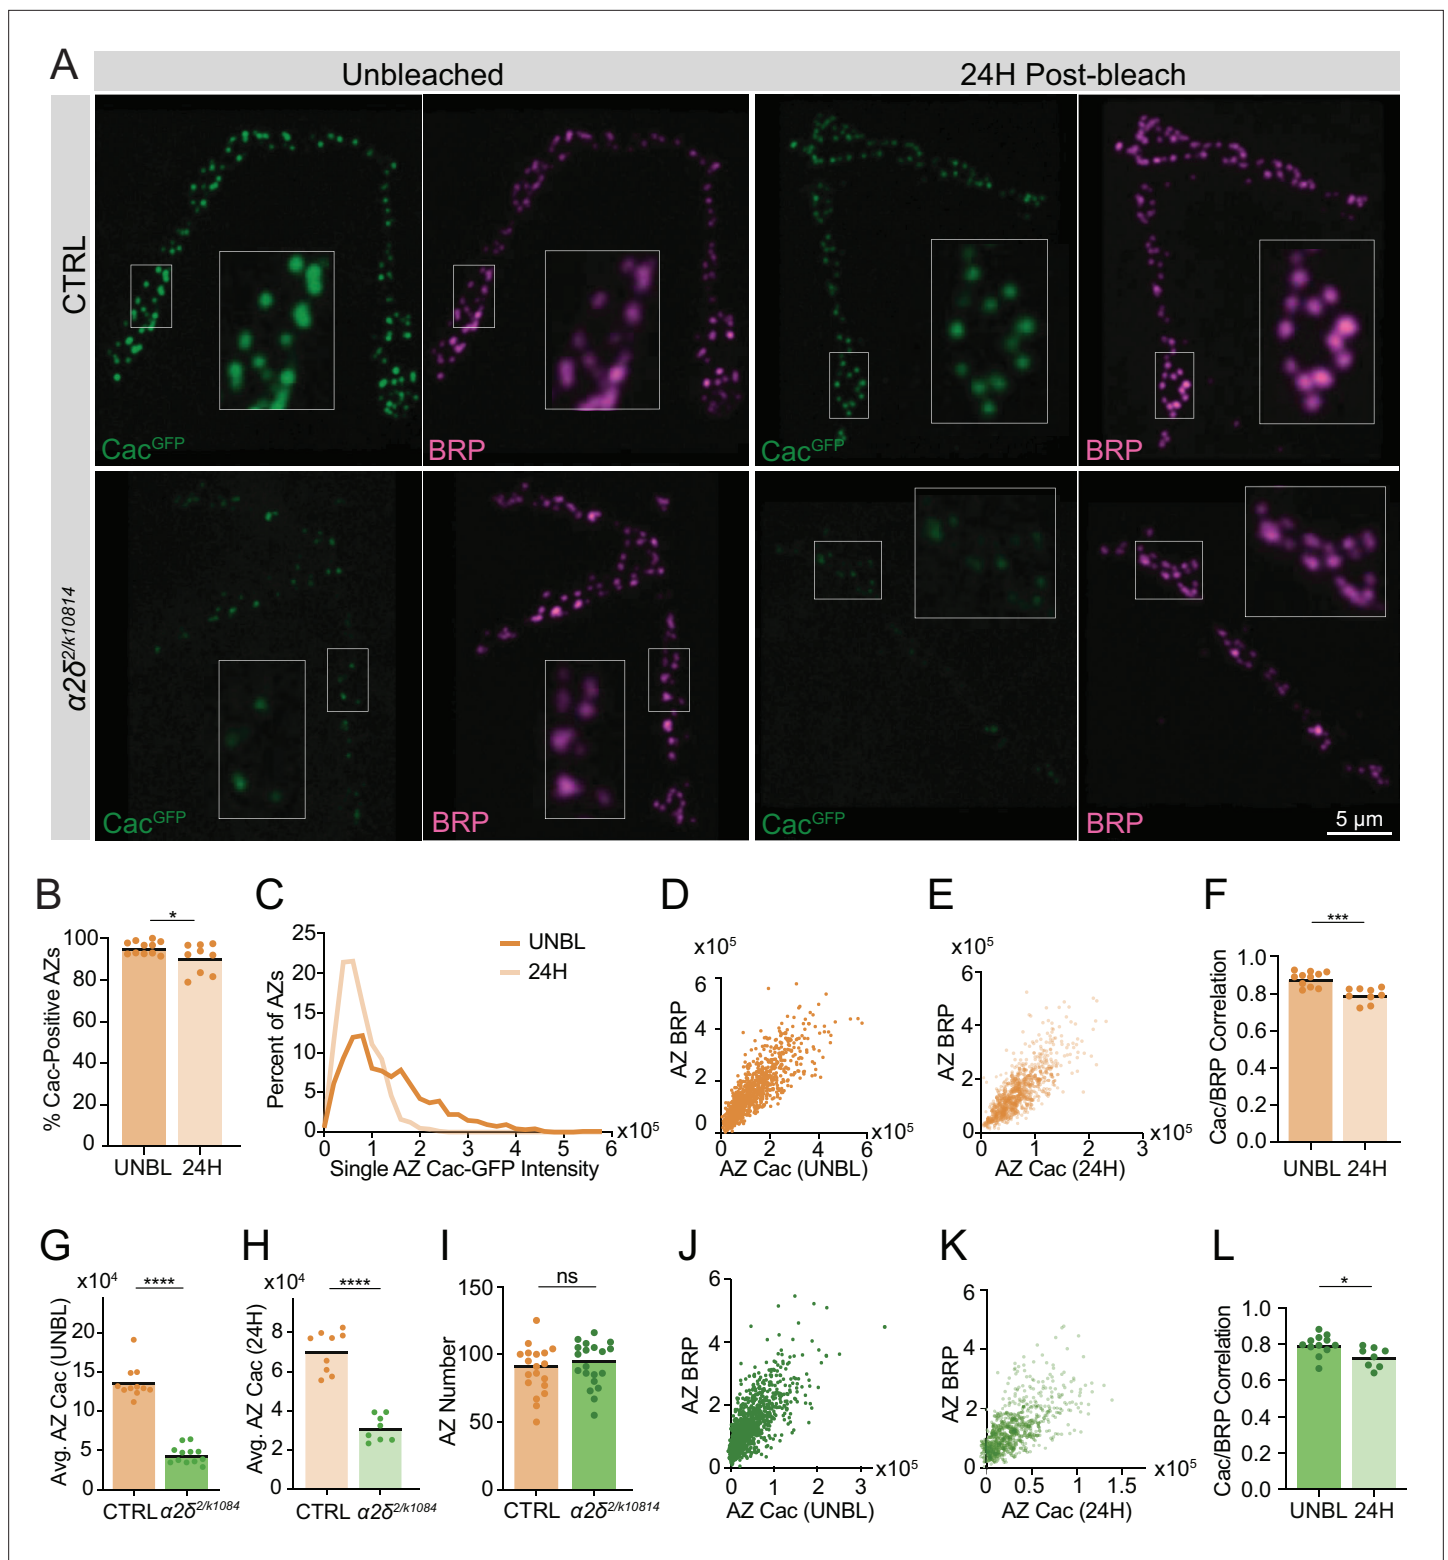 A
Unbleached
24H Post-bleach
CTRL
Cac^GFP
BRP
Cac^GFP
BRP
α2δ^2/k10814
Cac^GFP
BRP
Cac^GFP
BRP
5 µm
B
% Cac-Positive AZs
100
80
60
40
20
0
*
UNBL 24H
C
Percent of AZs
25
20
15
10
5
0
UNBL
24H
0 1 2 3 4 5 6 x10^5
Single AZ Cac-GFP Intensity
D
x10^5
AZ BRP
6
4
2
0
0 2 4 6 x10^5
AZ Cac (UNBL)
E
x10^5
AZ BRP
6
4
2
0
0 1 2 3
AZ Cac (24H)
F
***
Cac/BRP Correlation
1.0
0.8
0.6
0.4
0.2
0.0
UNBL 24H
G
x10^4
****
Avg. AZ Cac (UNBL)
20
15
10
5
0
CTRL α2δ^2/k1084
H
x10^4
****
Avg. AZ Cac (24H)
8
6
4
2
0
CTRL α2δ^2/k1084
I
ns
AZ Number
150
100
50
0
CTRL α2δ^2/k10814
J
AZ BRP
6
4
2
0
0 1 2 3 x10^5
AZ Cac (UNBL)
K
AZ BRP
6
4
2
0
0 0.5 1 1.5 x10^5
AZ Cac (24H)
L
*
Cac/BRP Correlation
1.0
0.8
0.6
0.4
0.2
0.0
UNBL 24H